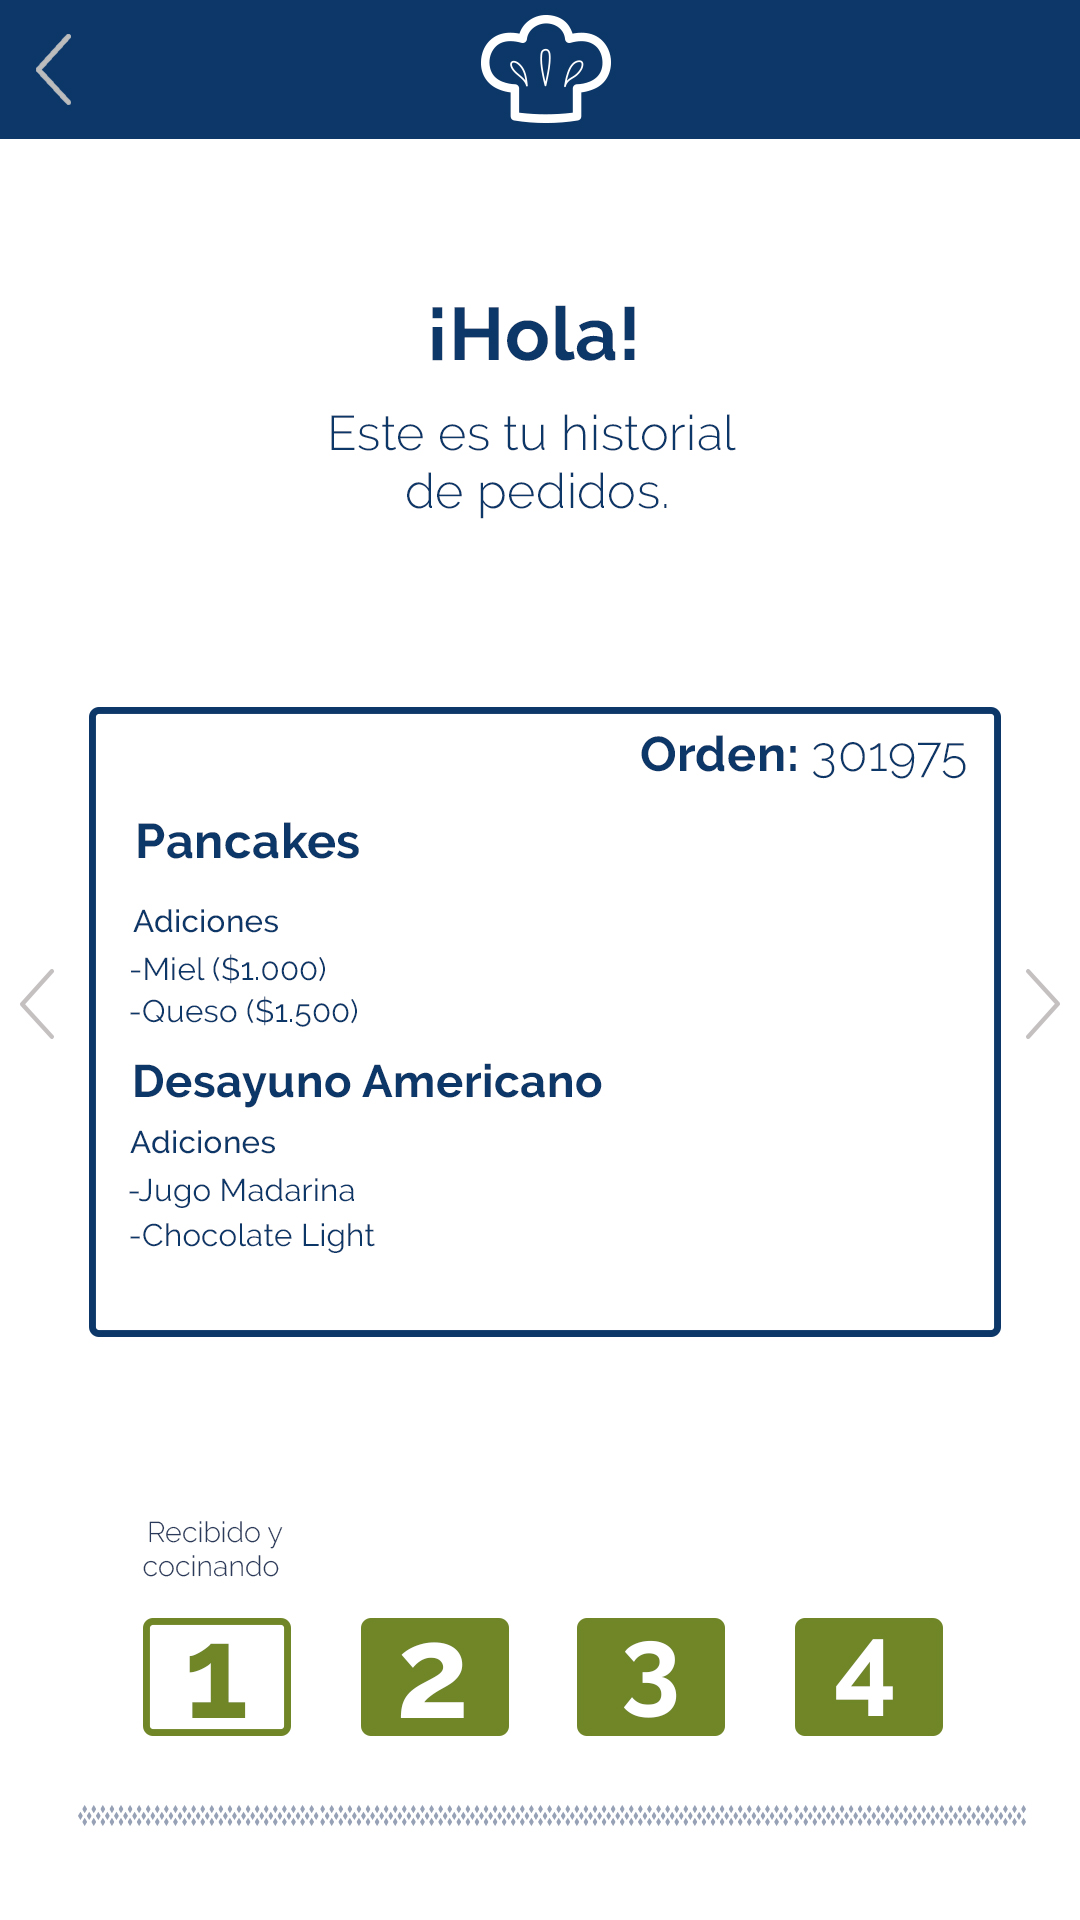 ¡Hola!
Este es tu historial
de pedidos.
Orden: 301975
Pancakes
Adiciones
-Miel ($1.000)
-Queso ($1.500)
Desayuno Americano
Adiciones
-Jugo Madarina
-Chocolate Light
Recibido y
cocinando
1 2 3 4